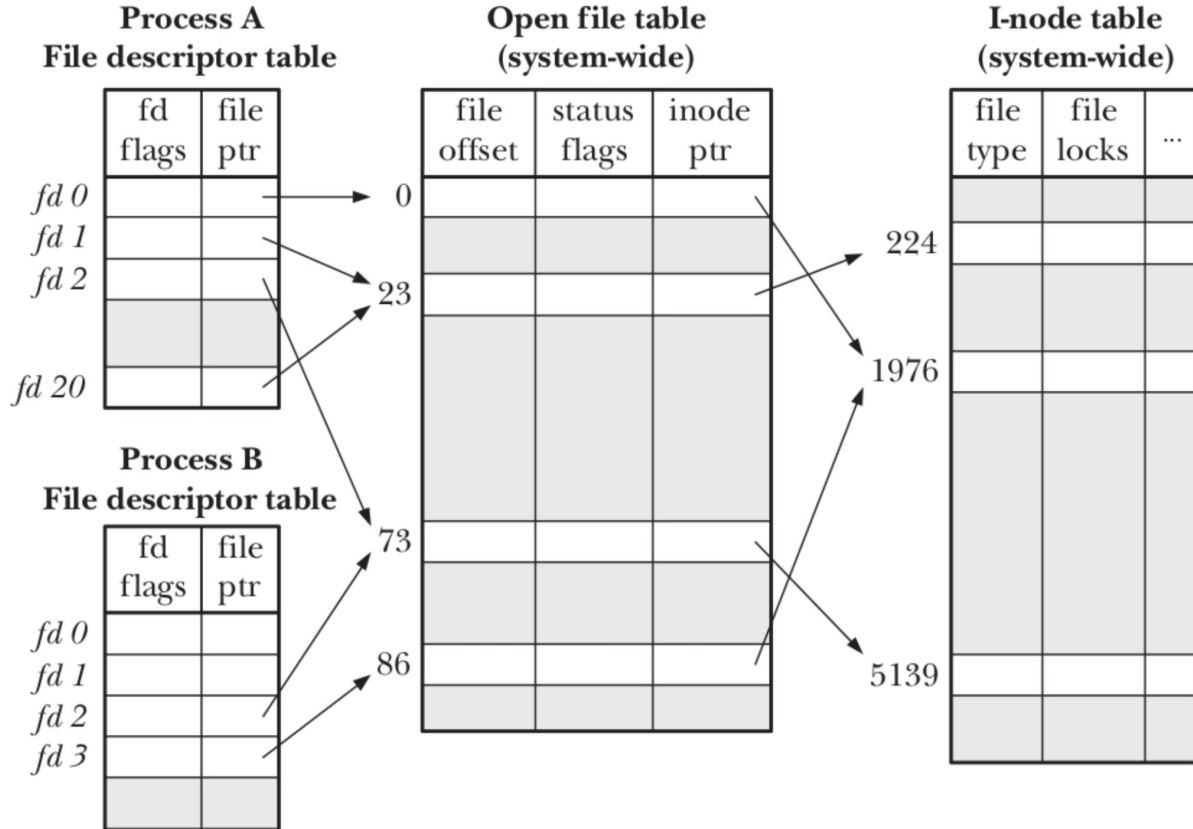 Process A
File descriptor table
fd file
flags ptr
fd 0
fd 1
fd 2
fd 20
Process B
File descriptor table
fd file
flags ptr
fd 0
fd 1
fd 2
fd 3
Open file table
(system-wide)
file status inode
offset flags ptr
0
23
73
86
I-node table
(system-wide)
file file
type locks ...
224
1976
5139